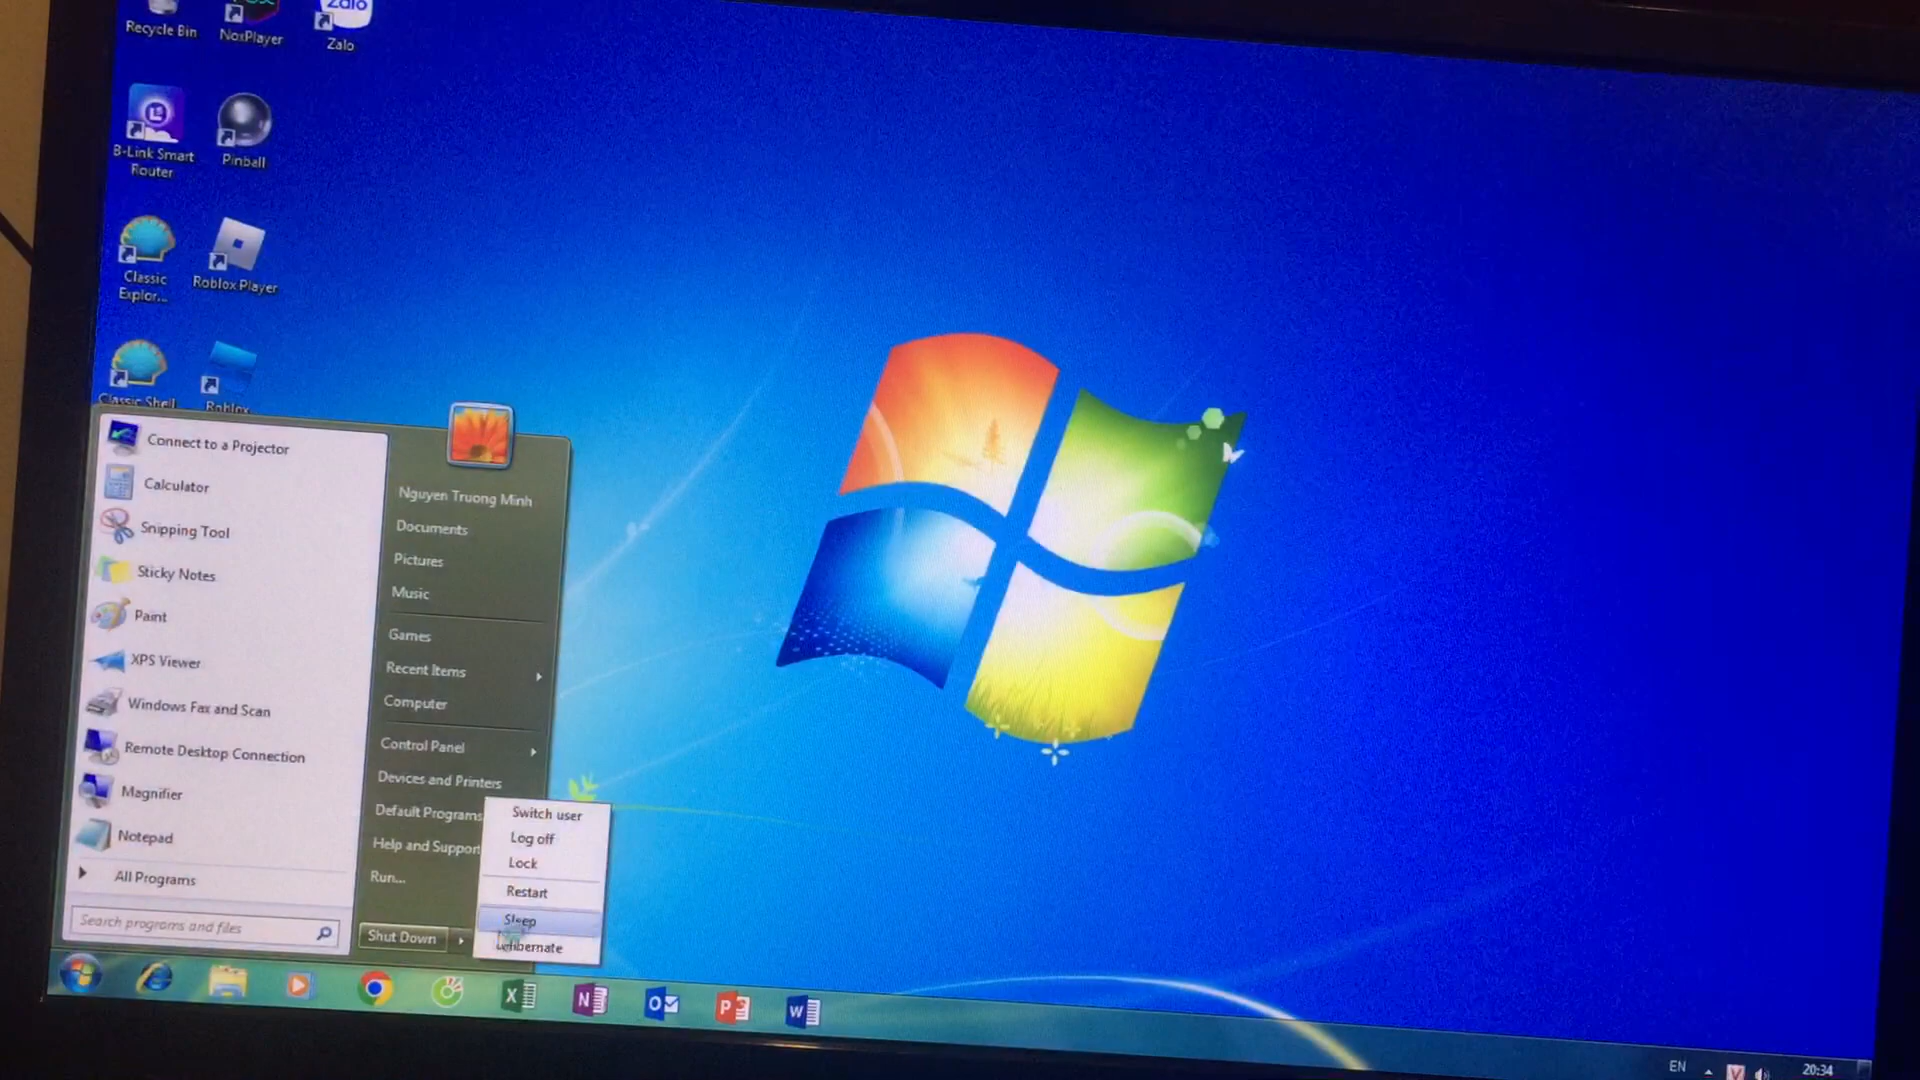 Recycle Bin
NoxPlayer
Zalo
Zalo
B-Link Smart
Router
Pinball
Classic
Explor...
Roblox Player
Classic Shell
Roblox
Connect to a Projector
Calculator
Snipping Tool
Sticky Notes
Paint
XPS Viewer
Windows Fax and Scan
Remote Desktop Connection
Magnifier
Notepad
All Programs
Search programs and files
Nguyen Truong Minh
Documents
Pictures
Music
Games
Recent Items
Computer
Control Panel
Devices and Printers
Default Programs
Help and Support
Run...
Shut Down
Switch user
Log off
Lock
Restart
Sleep
Hibernate
X
N
O
P
W
EN
V
20:34